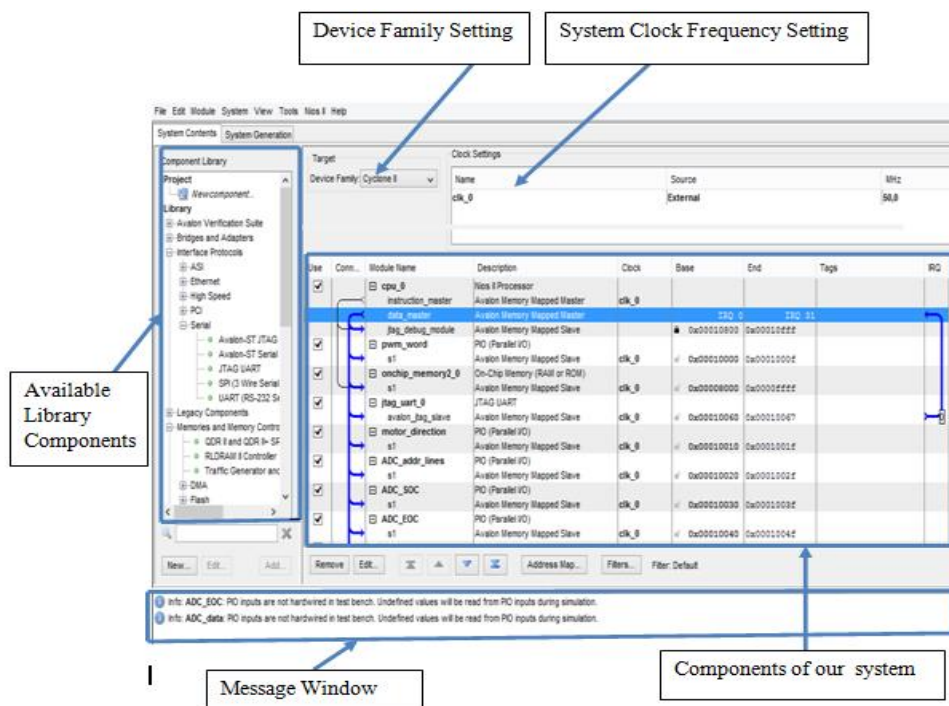 Device Family Setting
System Clock Frequency Setting
File Edit Module System View Tools Nios II Help
System Contents System Generation
Component Library
Project
New component...
Library
Avalon Verification Suite
Bridges and Adapters
Interface Protocols
ASI
Ethernet
High Speed
PCI
Serial
Avalon-ST JTAG
Avalon-ST Serial
JTAG UART
SPI (3 Wire Serial
UART (RS-232 Se
Legacy Components
Memories and Memory Contro
QDR II and QDR II+ SR
RLDRAM II Controller
Traffic Generator and
DMA
Flash
New... Edit... Add...
Target
Device Family: Cyclone II
Clock Settings
Name Source MHz
clk_0 External 50,0
Use Conn... Module Name Description Clock Base End Tags IRQ
cpu_0 Nios II Processor
instruction_master Avalon Memory Mapped Master clk_0
data_master Avalon Memory Mapped Master IRQ 0 IRQ 31
jtag_debug_module Avalon Memory Mapped Slave 0x00010800 0x00010fff
pwm_word PIO (Parallel I/O)
s1 Avalon Memory Mapped Slave clk_0 0x00010000 0x0001000f
onchip_memory2_0 On-Chip Memory (RAM or ROM)
s1 Avalon Memory Mapped Slave clk_0 0x00008000 0x0000ffff
jtag_uart_0 JTAG UART
avalon_jtag_slave Avalon Memory Mapped Slave clk_0 0x00010060 0x00010067
motor_direction PIO (Parallel I/O)
s1 Avalon Memory Mapped Slave clk_0 0x00010010 0x0001001f
ADC_addr_lines PIO (Parallel I/O)
s1 Avalon Memory Mapped Slave clk_0 0x00010020 0x0001002f
ADC_SOC PIO (Parallel I/O)
s1 Avalon Memory Mapped Slave clk_0 0x00010030 0x0001003f
ADC_EOC PIO (Parallel I/O)
s1 Avalon Memory Mapped Slave clk_0 0x00010040 0x0001004f
Remove Edit... Address Map... Filters... Filter: Default
Info: ADC_EOC: PIO inputs are not hardwired in test bench. Undefined values will be read from PIO inputs during simulation.
Info: ADC_data: PIO inputs are not hardwired in test bench. Undefined values will be read from PIO inputs during simulation.
Available
Library
Components
Message Window
Components of our system